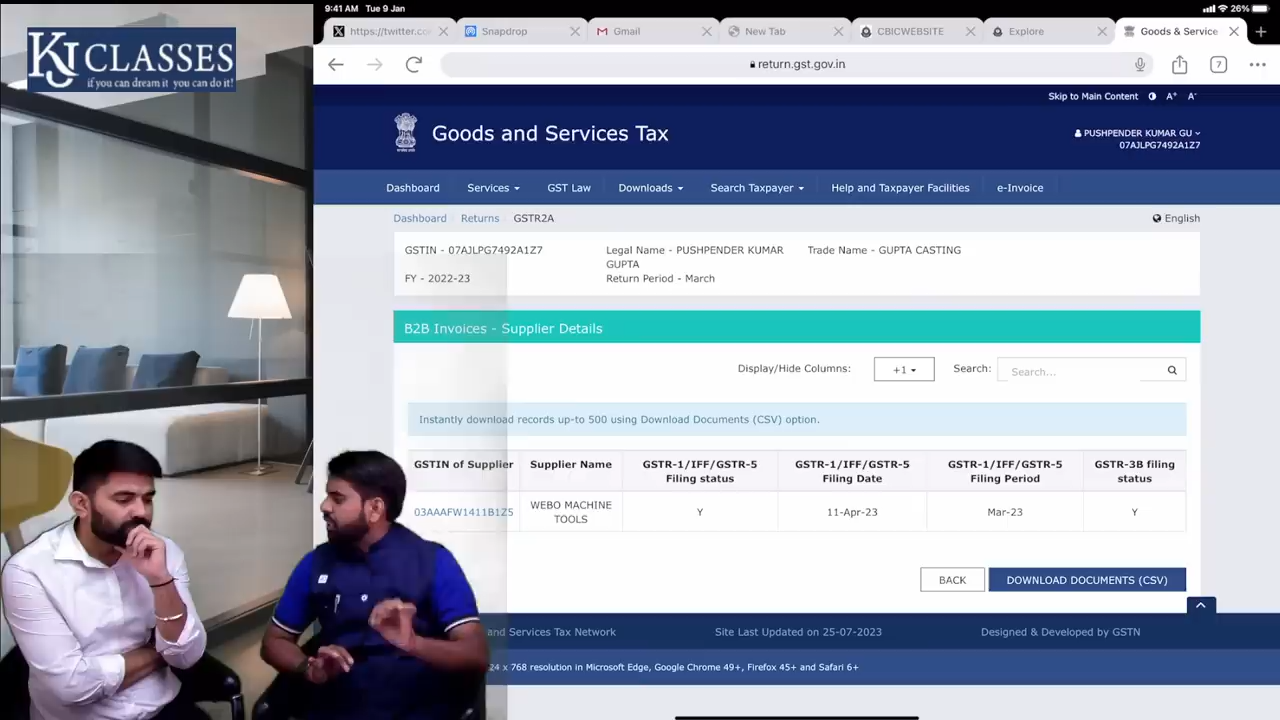 KJ CLASSES
if you can dream it you can do it!
9:41 AM Tue 9 Jan
26%
https://twitter.co
Snapdrop
Gmail
New Tab
CBICWEBSITE
Explore
Goods & Service
return.gst.gov.in
7
Skip to Main Content A+ A-
Goods and Services Tax
PUSHPENDER KUMAR GU
07AJLPG7492A1Z7
Dashboard Services GST Law Downloads Search Taxpayer Help and Taxpayer Facilities e-Invoice
Dashboard Returns GSTR2A
English
GSTIN - 07AJLPG7492A1Z7
Legal Name - PUSHPENDER KUMAR
GUPTA
Trade Name - GUPTA CASTING
FY - 2022-23
Return Period - March
B2B Invoices - Supplier Details
Display/Hide Columns: +1 Search: Search...
Instantly download records up-to 500 using Download Documents (CSV) option.
GSTIN of Supplier
Supplier Name
GSTR-1/IFF/GSTR-5
Filing status
GSTR-1/IFF/GSTR-5
Filing Date
GSTR-1/IFF/GSTR-5
Filing Period
GSTR-3B filing
status
03AAAFW1411B1Z5
WEBO MACHINE
TOOLS
Y
11-Apr-23
Mar-23
Y
BACK
DOWNLOAD DOCUMENTS (CSV)
and Services Tax Network
Site Last Updated on 25-07-2023
Designed & Developed by GSTN
24 x 768 resolution in Microsoft Edge, Google Chrome 49+, Firefox 45+ and Safari 6+